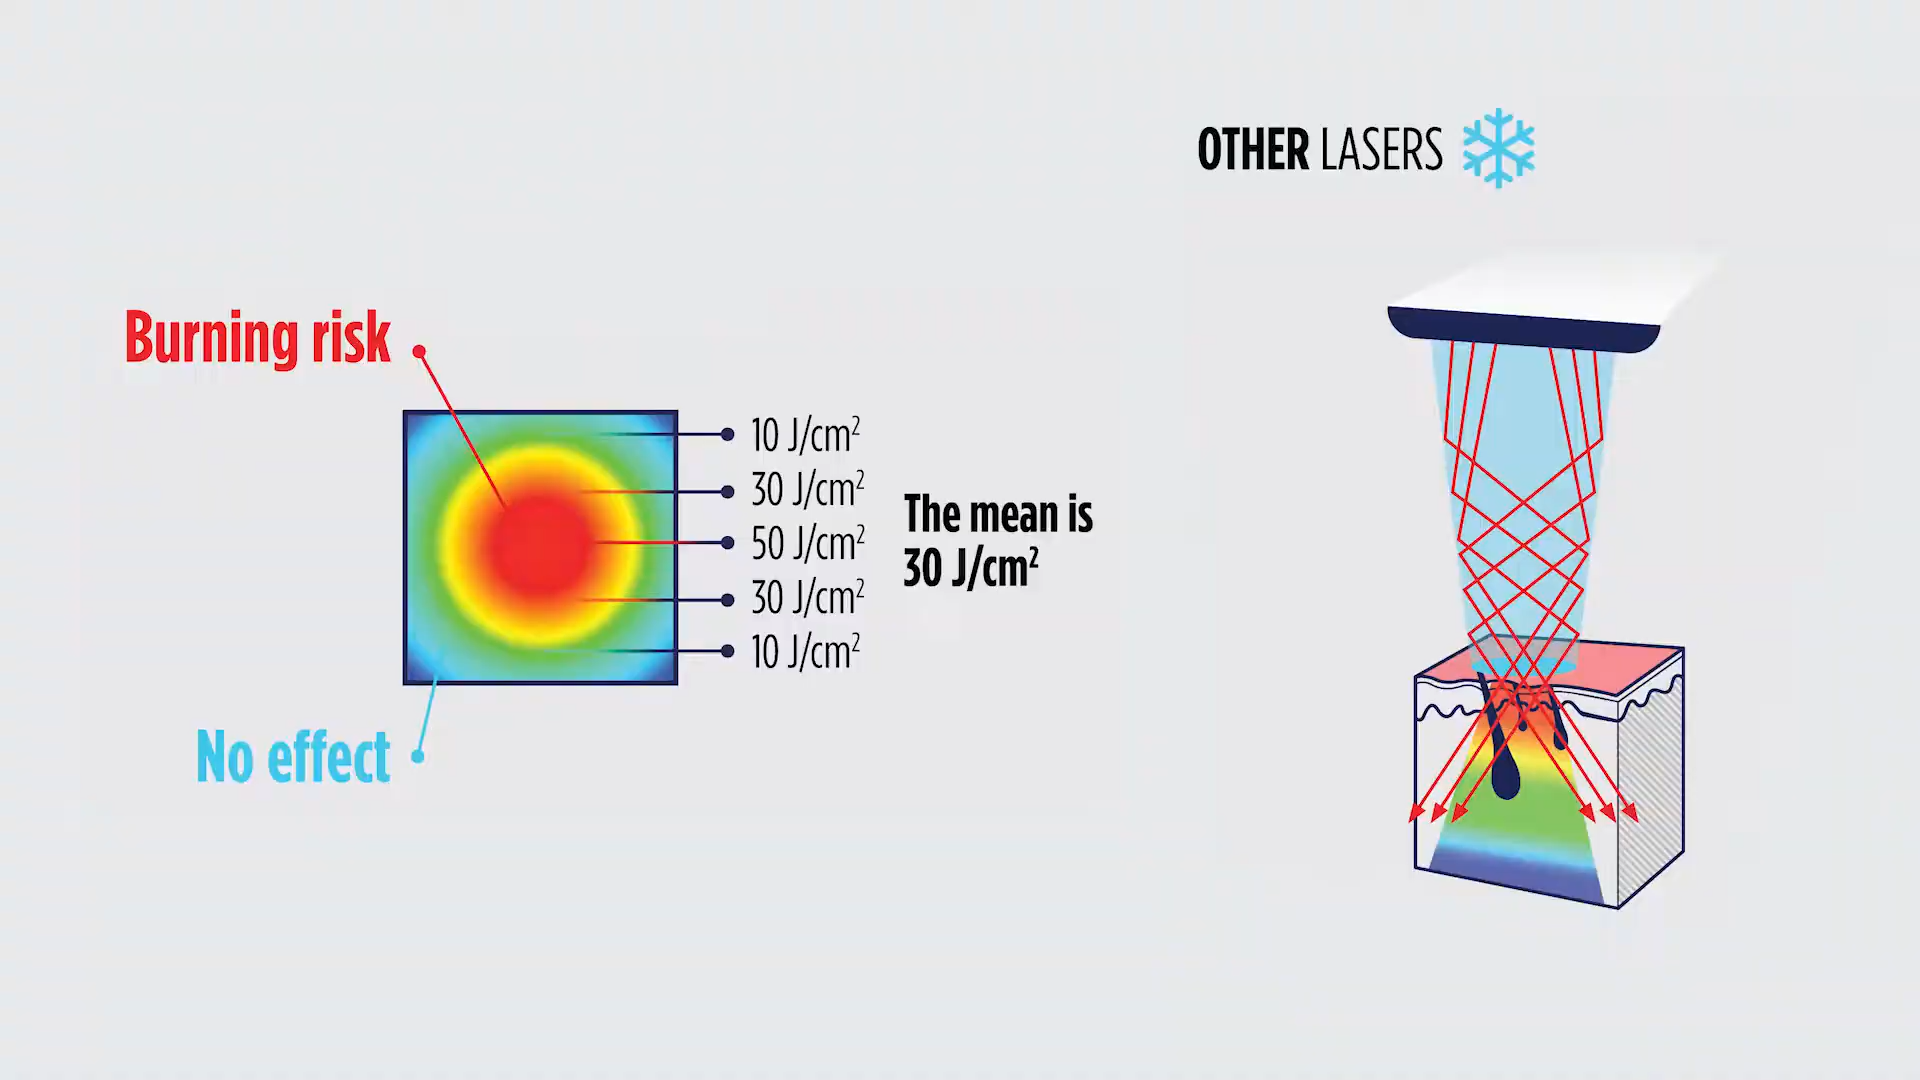 OTHER LASERS
Burning risk
10 J/cm²
30 J/cm²
50 J/cm²
30 J/cm²
10 J/cm²
The mean is
30 J/cm²
No effect